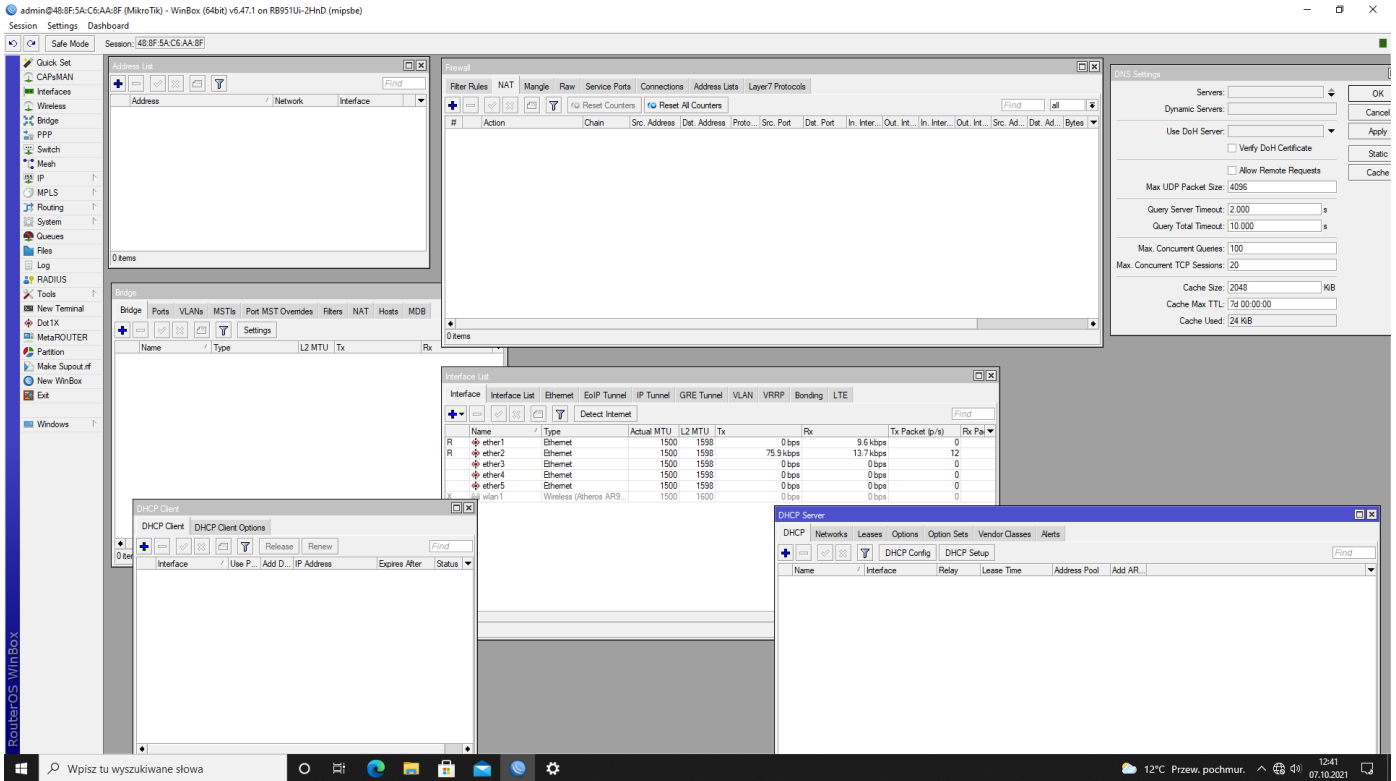 admin@48:8F:5A:C6:AA:8F (MikroTik) - WinBox (64bit) v6.47.1 on RB951Ui-2HnD (mipsbe)
Session Settings Dashboard
Safe Mode Session: 48:8F:5A:C6:AA:8F
Quick Set
CAPsMAN
Interfaces
Wireless
Bridge
PPP
Switch
Mesh
IP
MPLS
Routing
System
Queues
Files
Log
RADIUS
Tools
New Terminal
Dot1X
MetaROUTER
Partition
Make Supout.rif
New WinBox
Exit
Windows
RouterOS WinBox
Address List
Find
Address Network Interface
0 items
Firewall
Filter Rules NAT Mangle Raw Service Ports Connections Address Lists Layer7 Protocols
Reset Counters Reset All Counters Find all
# Action Chain Src. Address Dst. Address Proto... Src. Port Dst. Port In. Inter... Out. Int... In. Inter... Out. Int... Src. Ad... Dst. Ad... Bytes
0 items
DNS Settings
Servers:
Dynamic Servers:
Use DoH Server:
Verify DoH Certificate
Allow Remote Requests
Max UDP Packet Size: 4096
Query Server Timeout: 2.000 s
Query Total Timeout: 10.000 s
Max. Concurrent Queries: 100
Max. Concurrent TCP Sessions: 20
Cache Size: 2048 KiB
Cache Max TTL: 7d 00:00:00
Cache Used: 24 KiB
OK
Cancel
Apply
Static
Cache
Bridge
Bridge Ports VLANs MSTIs Port MST Overrides Filters NAT Hosts MDB
Settings
Name Type L2 MTU Tx Rx
0 iter
Interface List
Interface Interface List Ethernet EoIP Tunnel IP Tunnel GRE Tunnel VLAN VRRP Bonding LTE
Detect Internet Find
Name Type Actual MTU L2 MTU Tx Rx Tx Packet (p/s) Rx Pa
R ether1 Ethernet 1500 1598 0 bps 9.6 kbps 0
R ether2 Ethernet 1500 1598 75.9 kbps 13.7 kbps 12
ether3 Ethernet 1500 1598 0 bps 0 bps 0
ether4 Ethernet 1500 1598 0 bps 0 bps 0
ether5 Ethernet 1500 1598 0 bps 0 bps 0
X wlan1 Wireless (Atheros AR9... 1500 1600 0 bps 0 bps 0
DHCP Client
DHCP Client DHCP Client Options
Release Renew Find
Interface Use P... Add D... IP Address Expires After Status
DHCP Server
DHCP Networks Leases Options Option Sets Vendor Classes Alerts
DHCP Config DHCP Setup Find
Name Interface Relay Lease Time Address Pool Add AR...
Wpisz tu wyszukiwane słowa
12°C Przew. pochmur.
12:41
07.10.2021